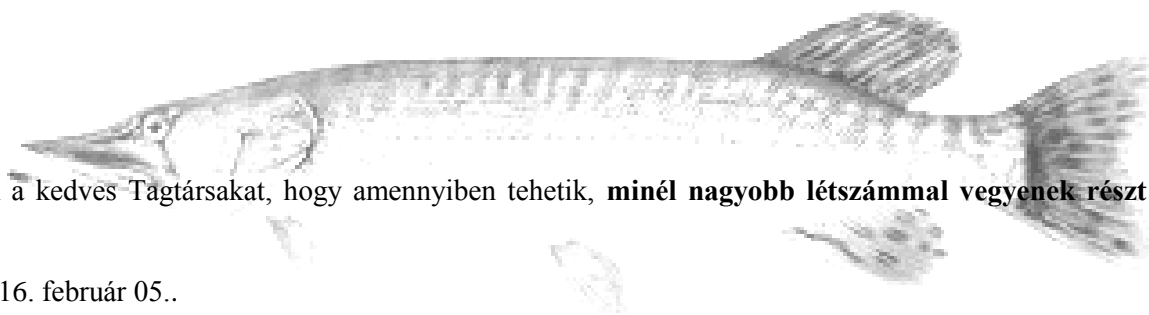 a kedves Tagtársakat, hogy amennyiben tehetik, minél nagyobb létszámmal vegyenek részt
16. február 05..